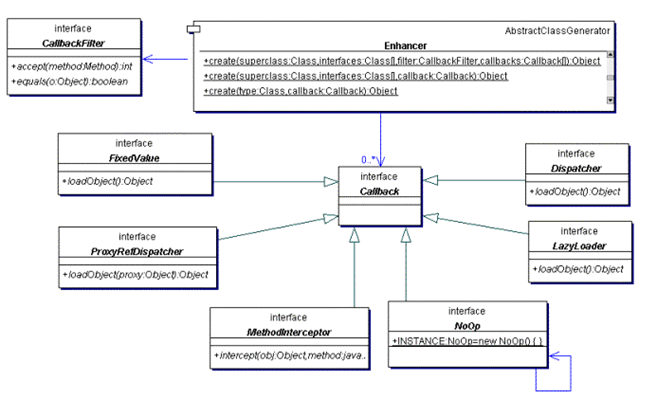 interface
CallbackFilter
+accept(method:Method):int
+equals(o:Object):boolean
AbstractClassGenerator
Enhancer
+create(superclass:Class,interfaces:Class[],filter:CallbackFilter,callbacks:Callback[]):Object
+create(superclass:Class,interfaces:Class[],callback:Callback):Object
+create(type:Class,callback:Callback):Object
0..*
interface
FixedValue
+loadObject():Object
interface
Callback
interface
Dispatcher
+loadObject():Object
interface
ProxyRefDispatcher
+loadObject(proxy:Object):Object
interface
LazyLoader
+loadObject():Object
interface
MethodInterceptor
+intercept(obj:Object,method:java..
interface
NoOp
+INSTANCE:NoOp=new NoOp() { }